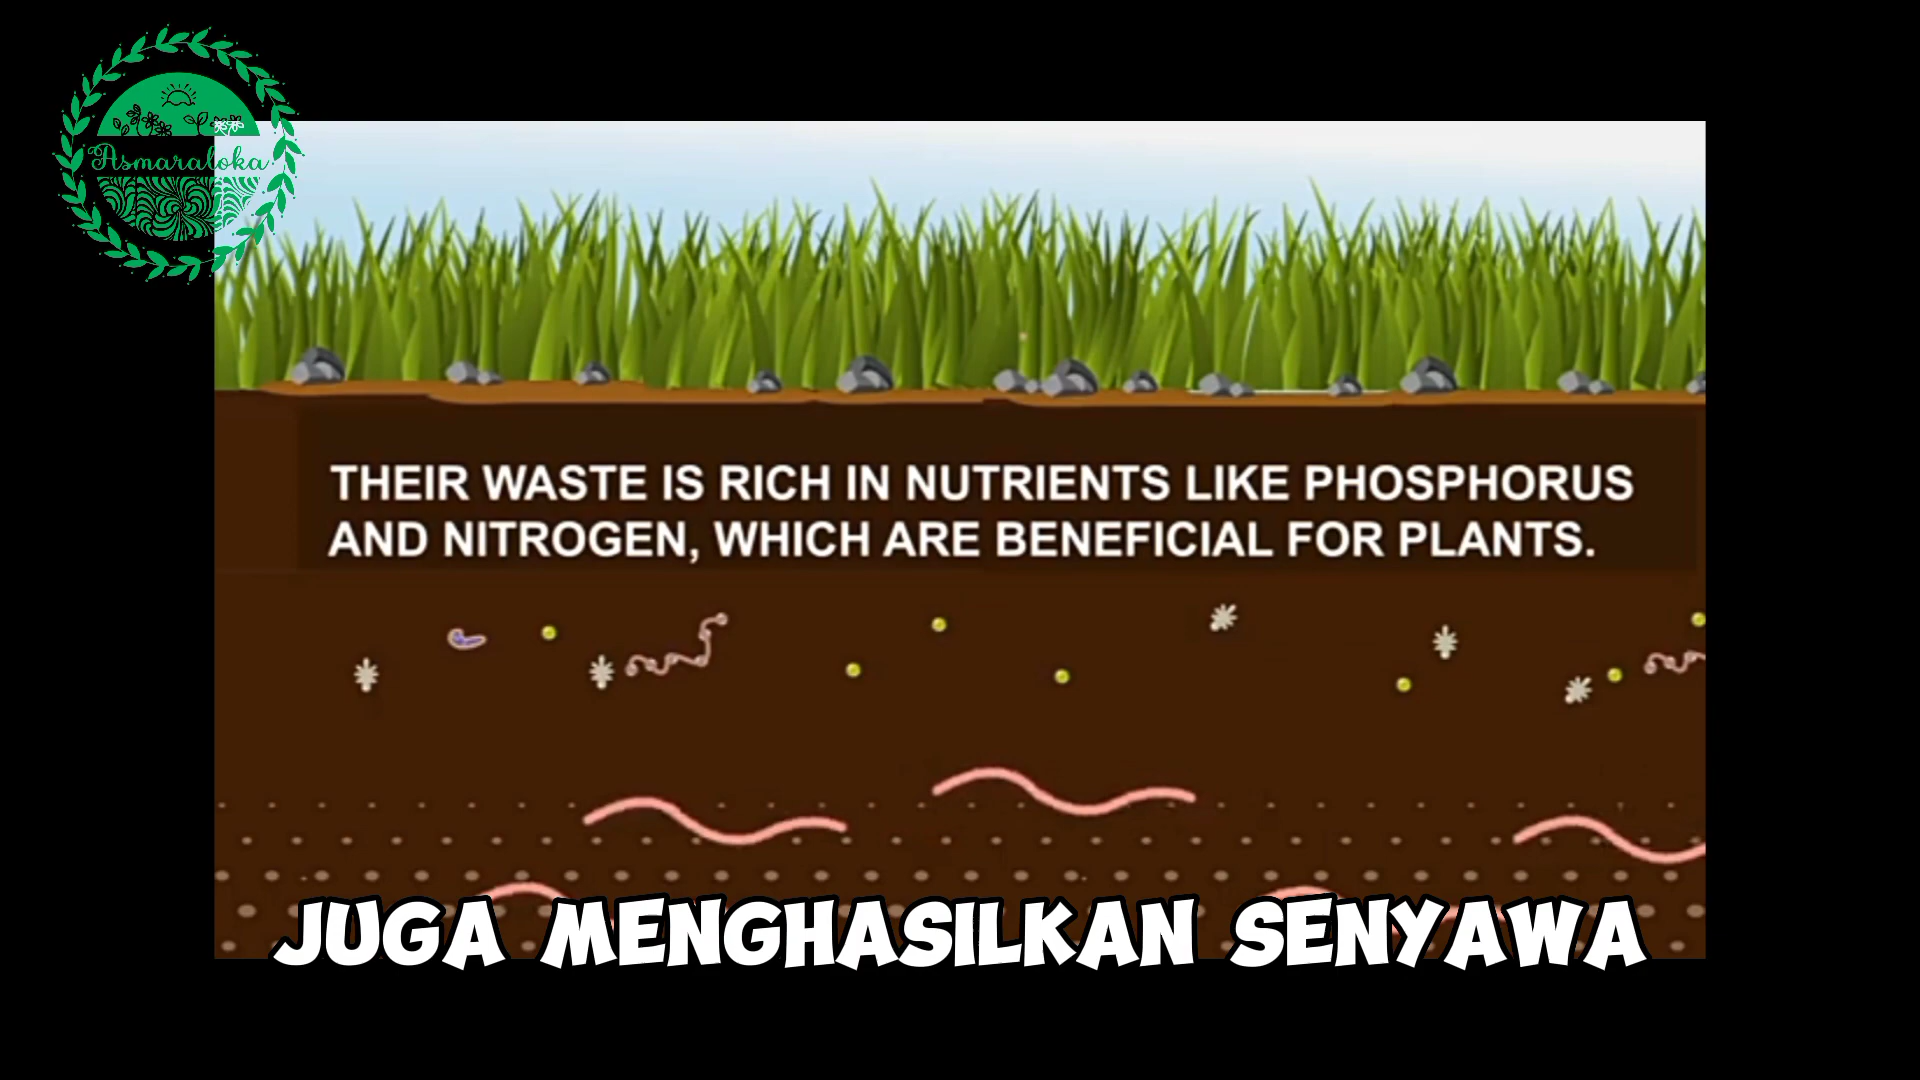 Asmaraloka
THEIR WASTE IS RICH IN NUTRIENTS LIKE PHOSPHORUS
AND NITROGEN, WHICH ARE BENEFICIAL FOR PLANTS.
JUGA MENGHASILKAN SENYAWA